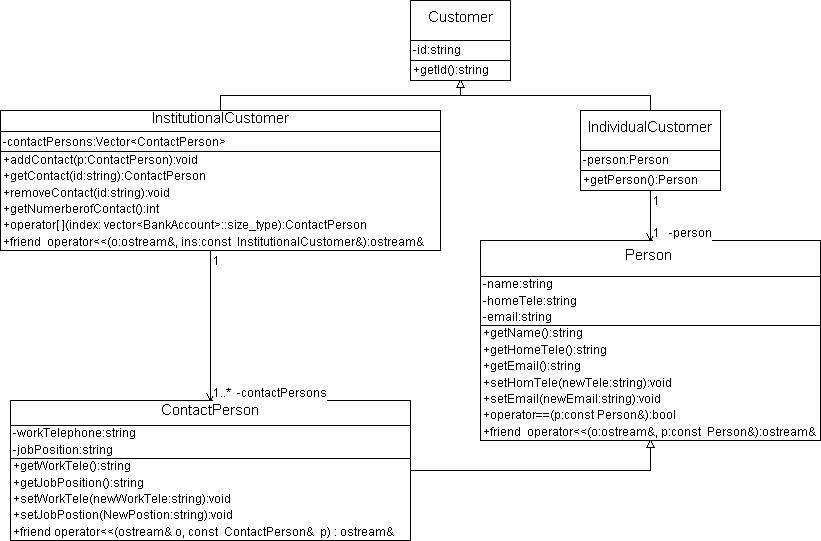 Customer
-id:string
+getId():string
InstitutionalCustomer
-contactPersons:Vector<ContactPerson>
+addContact(p:ContactPerson):void
+getContact(id:string):ContactPerson
+removeContact(id:string):void
+getNumerberofContact():int
+operator[](index: vector<BankAccount>::size_type):ContactPerson
+friend operator<<(o:ostream&, ins:const InstitutionalCustomer&):ostream&
IndividualCustomer
-person:Person
+getPerson():Person
1
1 -person
Person
-name:string
-homeTele:string
-email:string
+getName():string
+getHomeTele():string
+getEmail():string
+setHomTele(newTele:string):void
+setEmail(newEmail:string):void
+operator==(p:const Person&):bool
+friend operator<<(o:ostream&, p:const Person&):ostream&
1
1..* -contactPersons
ContactPerson
-workTelephone:string
-jobPosition:string
+getWorkTele():string
+getJobPosition():string
+setWorkTele(newWorkTele:string):void
+setJobPostion(NewPostion:string):void
+friend operator<<(ostream& o, const ContactPerson& p) : ostream&